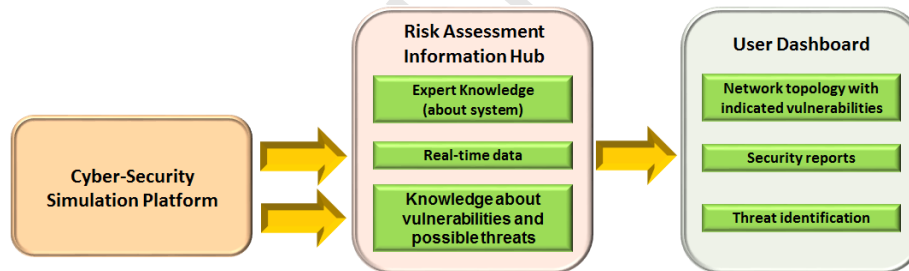 Cyber-Security
Simulation Platform
Risk Assessment
Information Hub
Expert Knowledge
(about system)
Real-time data
Knowledge about
vulnerabilities and
possible threats
User Dashboard
Network topology with
indicated vulnerabilities
Security reports
Threat identification